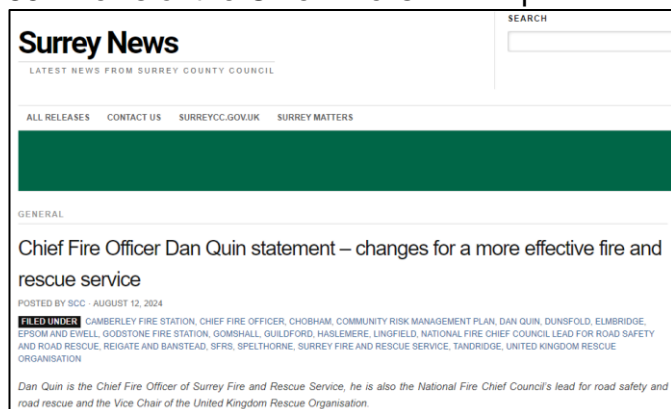 SEARCH
Surrey News
LATEST NEWS FROM SURREY COUNTY COUNCIL
ALL RELEASES CONTACT US SURREYCC.GOV.UK SURREY MATTERS
GENERAL
Chief Fire Officer Dan Quin statement – changes for a more effective fire and
rescue service
POSTED BY SCC - AUGUST 12, 2024
FILED UNDER CAMBERLEY FIRE STATION, CHIEF FIRE OFFICER, CHOBHAM, COMMUNITY RISK MANAGEMENT PLAN, DAN QUIN, DUNSFOLD, ELMBRIDGE,
EPSOM AND EWELL, GODSTONE FIRE STATION, GOMSHALL, GUILDFORD, HASLEMERE, LINGFIELD, NATIONAL FIRE CHIEF COUNCIL LEAD FOR ROAD SAFETY
AND ROAD RESCUE, REIGATE AND BANSTEAD, SFRS, SPELTHORNE, SURREY FIRE AND RESCUE SERVICE, TANDRIDGE, UNITED KINGDOM RESCUE
ORGANISATION
Dan Quin is the Chief Fire Officer of Surrey Fire and Rescue Service, he is also the National Fire Chief Council's lead for road safety and
road rescue and the Vice Chair of the United Kingdom Rescue Organisation.